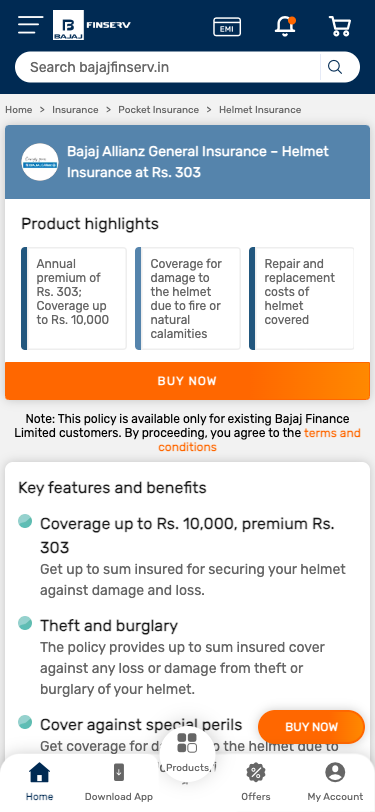 B
BAJAJ
FINSERV
EMI
Search bajajfinserv.in
Home > Insurance > Pocket Insurance > Helmet Insurance
Bajaj Allianz General Insurance – Helmet
Insurance at Rs. 303
Product highlights
Annual
premium of
Rs. 303;
Coverage up
to Rs. 10,000
Coverage for
damage to
the helmet
due to fire or
natural
calamities
Repair and
replacement
costs of
helmet
covered
BUY NOW
Note: This policy is available only for existing Bajaj Finance
Limited customers. By proceeding, you agree to the terms and
conditions
Key features and benefits
Coverage up to Rs. 10,000, premium Rs.
303
Get up to sum insured for securing your helmet
against damage and loss.
Theft and burglary
The policy provides up to sum insured cover
against any loss or damage from theft or
burglary of your helmet.
Cover against special perils
BUY NOW
Get coverage for to the helmet due to
Home
Download App
Products,
Offers
My Account